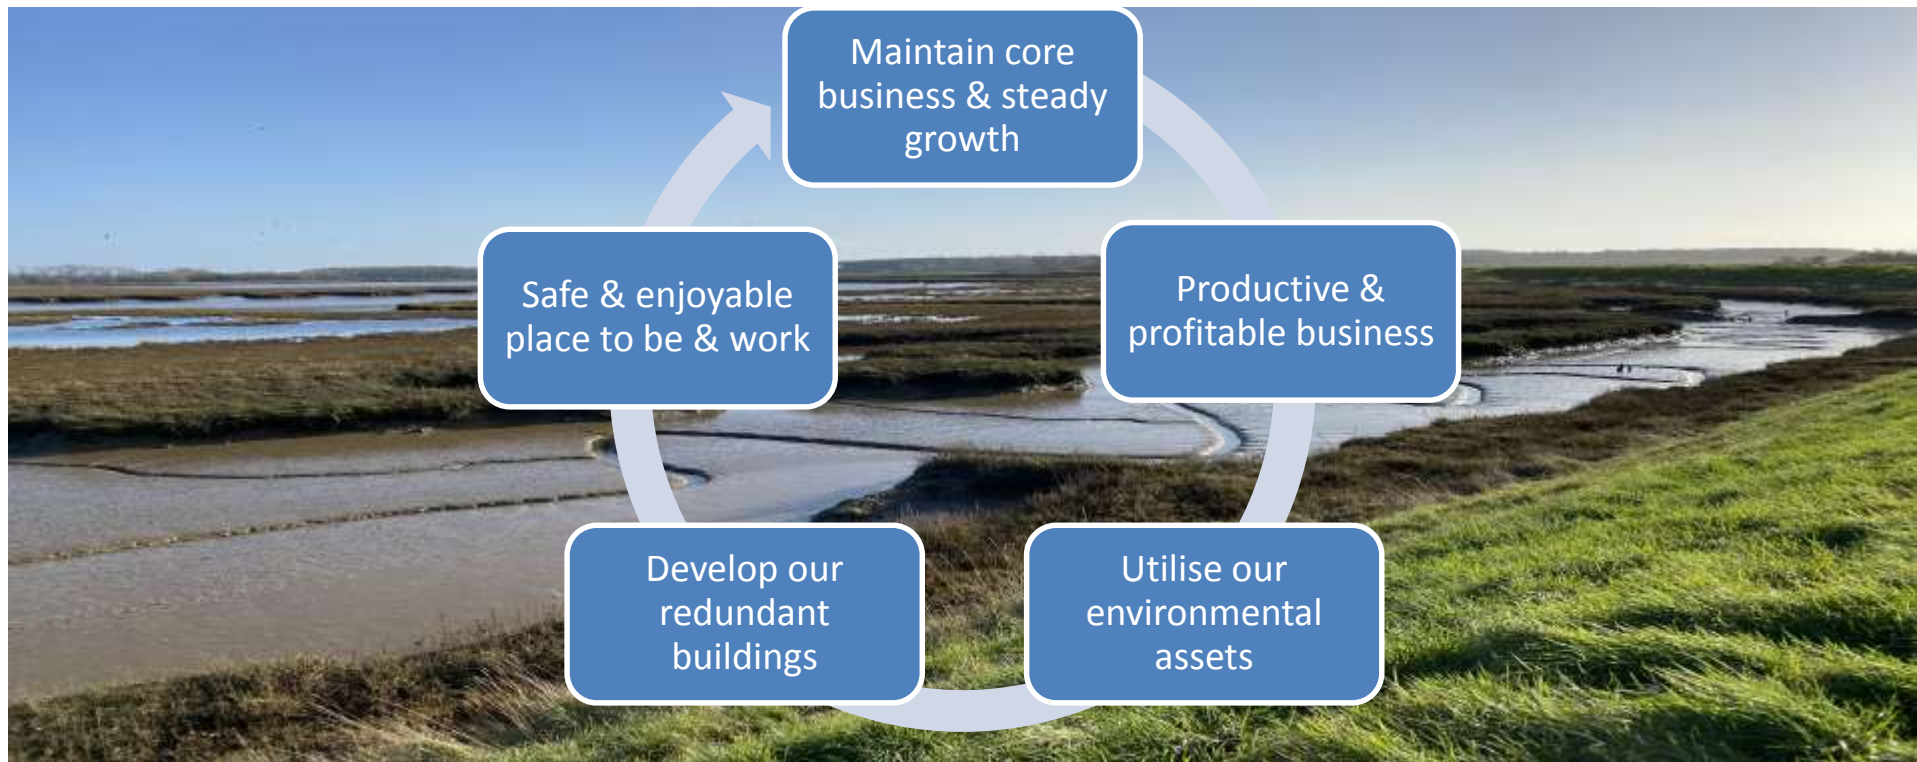 Maintain core
business & steady
growth
Productive &
profitable business
Utilise our
environmental
assets
Develop our
redundant
buildings
Safe & enjoyable
place to be & work